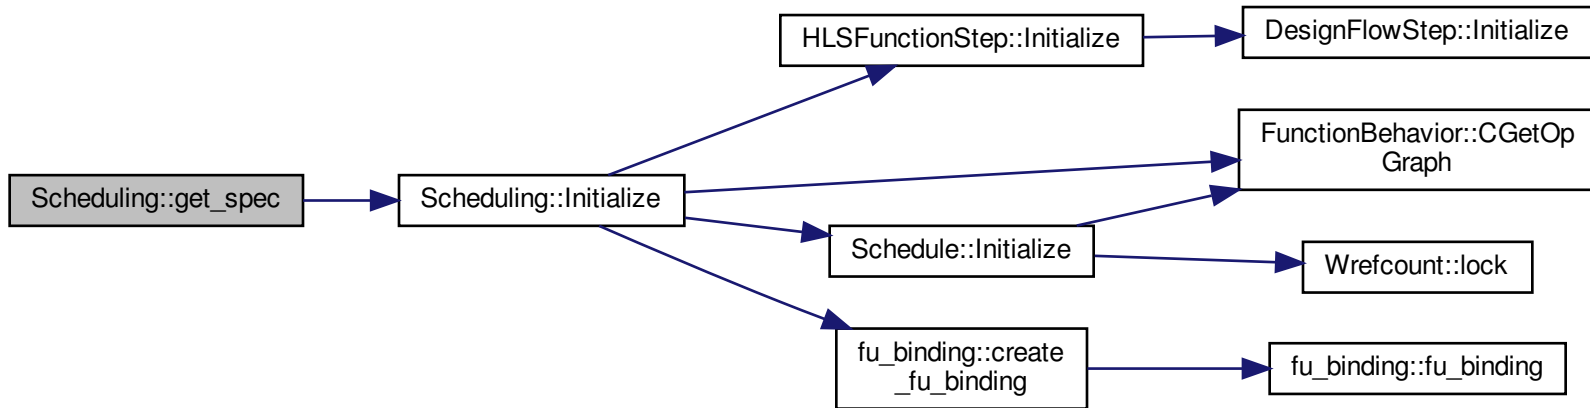 Scheduling::get_spec
Scheduling::Initialize
HLSFunctionStep::Initialize
DesignFlowStep::Initialize
FunctionBehavior::CGetOp
Graph
Schedule::Initialize
Wrefcount::lock
fu_binding::create
_fu_binding
fu_binding::fu_binding